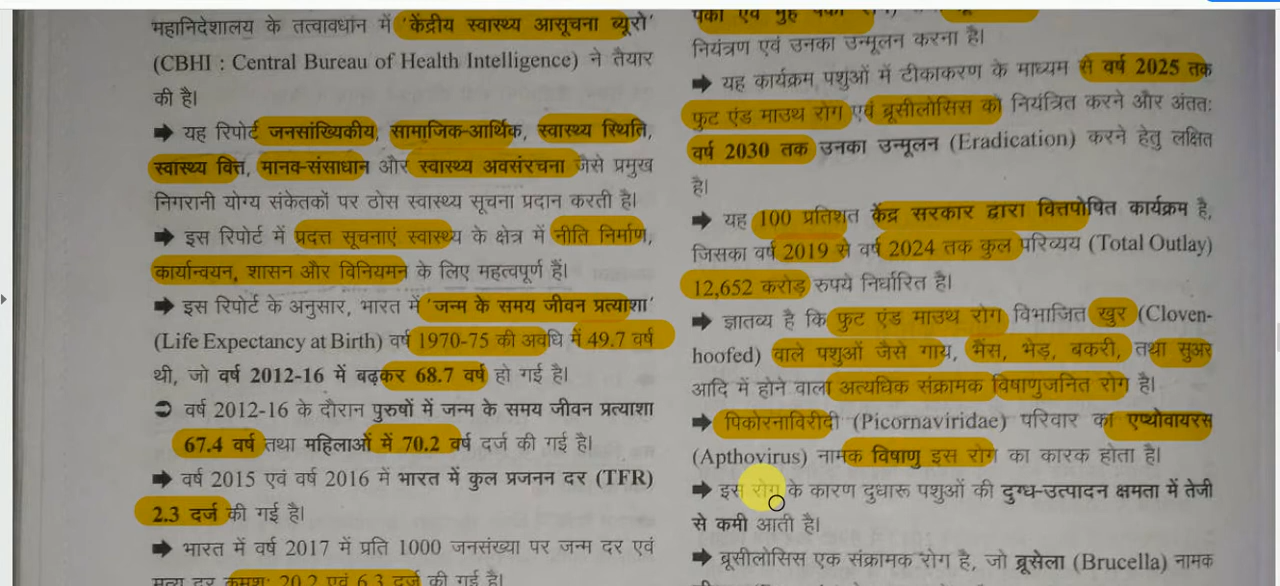 महानिदेशालय के तत्वावधान में 'केंद्रीय स्वास्थ्य आसूचना ब्यूरो'
(CBHI : Central Bureau of Health Intelligence) ने तैयार
की है।
➡ यह रिपोर्ट जनसांख्यिकीय, सामाजिक-आर्थिक, स्वास्थ्य स्थिति,
स्वास्थ्य वित्त, मानव-संसाधान और स्वास्थ्य अवसंरचना जैसे प्रमुख
निगरानी योग्य संकेतकों पर ठोस स्वास्थ्य सूचना प्रदान करती है।
➡ इस रिपोर्ट में प्रदत्त सूचनाएं स्वास्थ्य के क्षेत्र में नीति निर्माण,
कार्यान्वयन, शासन और विनियमन के लिए महत्वपूर्ण हैं।
➡ इस रिपोर्ट के अनुसार, भारत में 'जन्म के समय जीवन प्रत्याशा'
(Life Expectancy at Birth) वर्ष 1970-75 की अवधि में 49.7 वर्ष
थी, जो वर्ष 2012-16 में बढ़कर 68.7 वर्ष हो गई है।
➲ वर्ष 2012-16 के दौरान पुरुषों में जन्म के समय जीवन प्रत्याशा
67.4 वर्ष तथा महिलाओं में 70.2 वर्ष दर्ज की गई है।
➡ वर्ष 2015 एवं वर्ष 2016 में भारत में कुल प्रजनन दर (TFR)
2.3 दर्ज की गई है।
➡ भारत में वर्ष 2017 में प्रति 1000 जनसंख्या पर जन्म दर एवं
मृत्यु दर क्रमशः 20.2 एवं 6.3 दर्ज की गई है।
पका एवं मुंह पका
नियंत्रण एवं उनका उन्मूलन करना है।
➡ यह कार्यक्रम पशुओं में टीकाकरण के माध्यम से वर्ष 2025 तक
फुट एंड माउथ रोग एवं ब्रूसीलोसिस को नियंत्रित करने और अंततः
वर्ष 2030 तक उनका उन्मूलन (Eradication) करने हेतु लक्षित
है।
➡ यह 100 प्रतिशत केंद्र सरकार द्वारा वित्तपोषित कार्यक्रम है,
जिसका वर्ष 2019 से वर्ष 2024 तक कुल परिव्यय (Total Outlay)
12,652 करोड़ रुपये निर्धारित है।
➡ ज्ञातव्य है कि फुट एंड माउथ रोग विभाजित खुर (Cloven-
hoofed) वाले पशुओं जैसे गाय, भैंस, भेड़, बकरी, तथा सुअर
आदि में होने वाला अत्यधिक संक्रामक विषाणुजनित रोग है।
➡ पिकोरनाविरीदी (Picornaviridae) परिवार का एप्थोवायरस
(Apthovirus) नामक विषाणु इस रोग का कारक होता है।
➡ इस रोग के कारण दुधारू पशुओं की दुग्ध-उत्पादन क्षमता में तेजी
से कमी आती है।
➡ ब्रूसीलोसिस एक संक्रामक रोग है, जो ब्रूसेला (Brucella) नामक